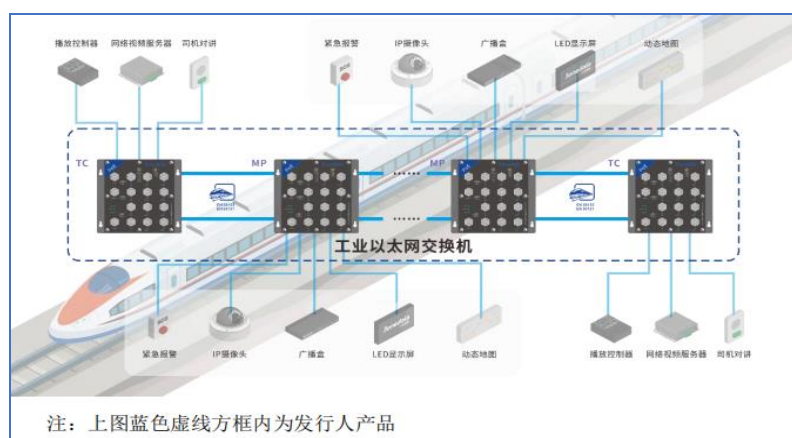 播放控制器 网络视频服务器 司机对讲 紧急报警 IP摄像头 广播盒 LED显示屏 动态地图
TC MP MP TC
······
······
工业以太网交换机
紧急报警 IP摄像头 广播盒 LED显示屏 动态地图 播放控制器 网络视频服务器 司机对讲
注：上图蓝色虚线方框内为发行人产品